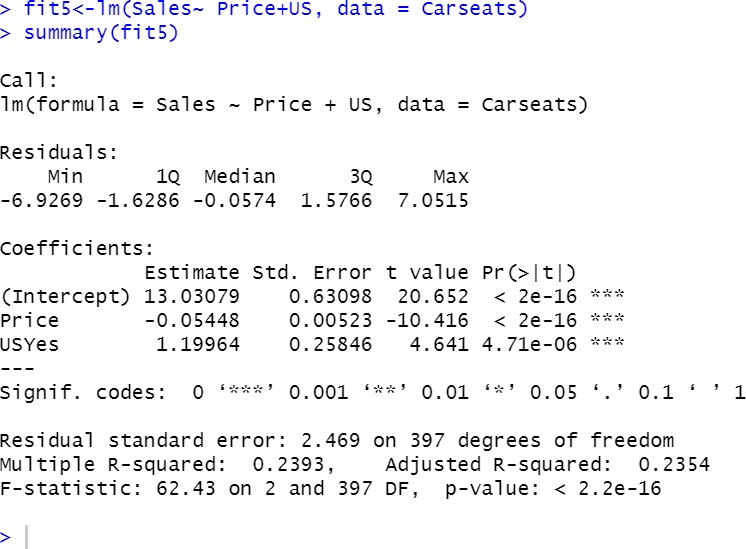 > fit5<-lm(Sales~ Price+US, data = Carseats)
> summary(fit5)
Call:
lm(formula = Sales ~ Price + US, data = Carseats)
Residuals:
    Min      1Q  Median      3Q     Max
-6.9269 -1.6286 -0.0574  1.5766  7.0515
Coefficients:
            Estimate Std. Error t value Pr(>|t|)
(Intercept) 13.03079    0.63098  20.652  < 2e-16 ***
Price       -0.05448    0.00523 -10.416  < 2e-16 ***
USYes        1.19964    0.25846   4.641 4.71e-06 ***
---
Signif. codes:  0 ‘***’ 0.001 ‘**’ 0.01 ‘*’ 0.05 ‘.’ 0.1 ‘ ’ 1
Residual standard error: 2.469 on 397 degrees of freedom
Multiple R-squared:  0.2393,    Adjusted R-squared:  0.2354
F-statistic: 62.43 on 2 and 397 DF,  p-value: < 2.2e-16
>